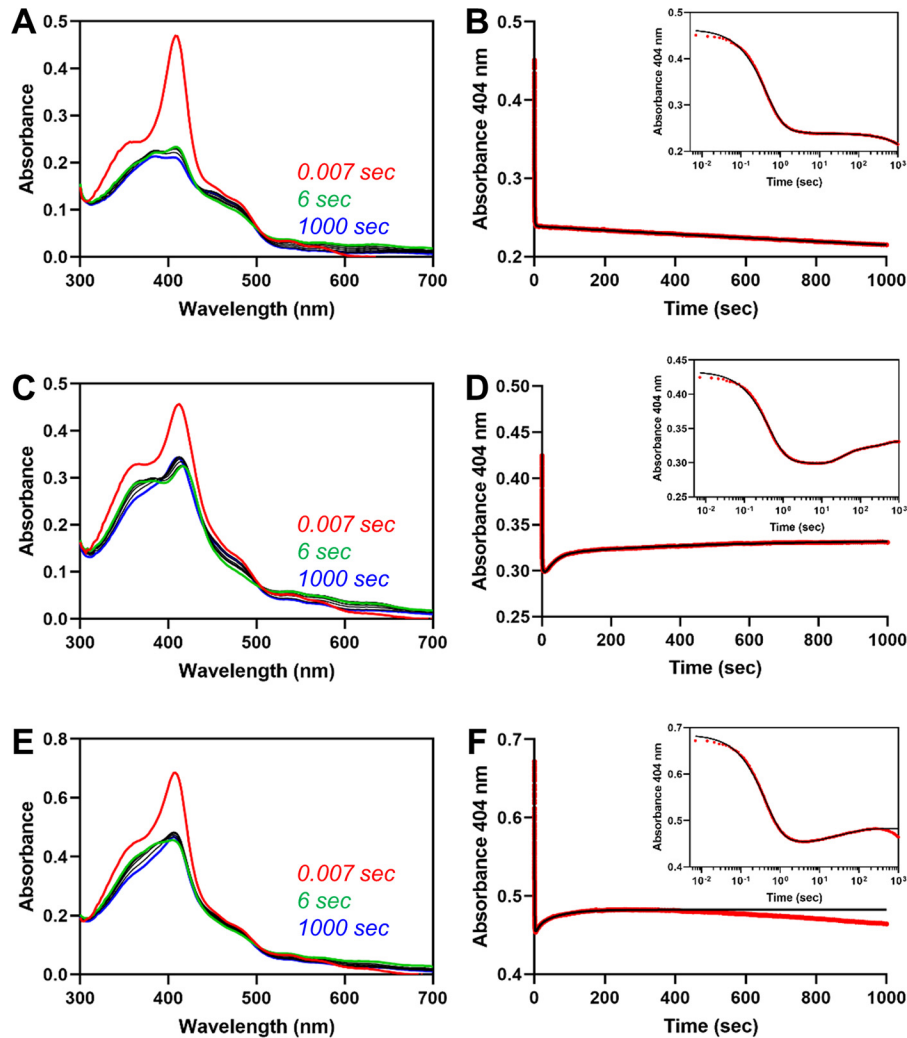 A
0.5
0.4
0.3
0.2
0.1
0.0
Absorbance
0.007 sec
6 sec
1000 sec
300 400 500 600 700
Wavelength (nm)
B
0.5
0.4
0.3
0.2
Absorbance 404 nm
0 200 400 600 800 1000
Time (sec)
0.5
0.4
0.3
0.2
Absorbance 404 nm
10-2 10-1 100 101 102 103
Time (sec)
C
0.5
0.4
0.3
0.2
0.1
0.0
Absorbance
0.007 sec
6 sec
1000 sec
300 400 500 600 700
Wavelength (nm)
D
0.50
0.45
0.40
0.35
0.30
0.25
Absorbance 404 nm
0 200 400 600 800 1000
Time (sec)
0.45
0.40
0.35
0.30
0.25
Absorbance 404 nm
10-2 10-1 100 101 102 103
Time (sec)
E
0.8
0.6
0.4
0.2
0.0
Absorbance
0.007 sec
6 sec
1000 sec
300 400 500 600 700
Wavelength (nm)
F
0.7
0.6
0.5
0.4
Absorbance 404 nm
0 200 400 600 800 1000
Time (sec)
0.7
0.6
0.5
0.4
Absorbance 404 nm
10-2 10-1 100 101 102 103
Time (sec)